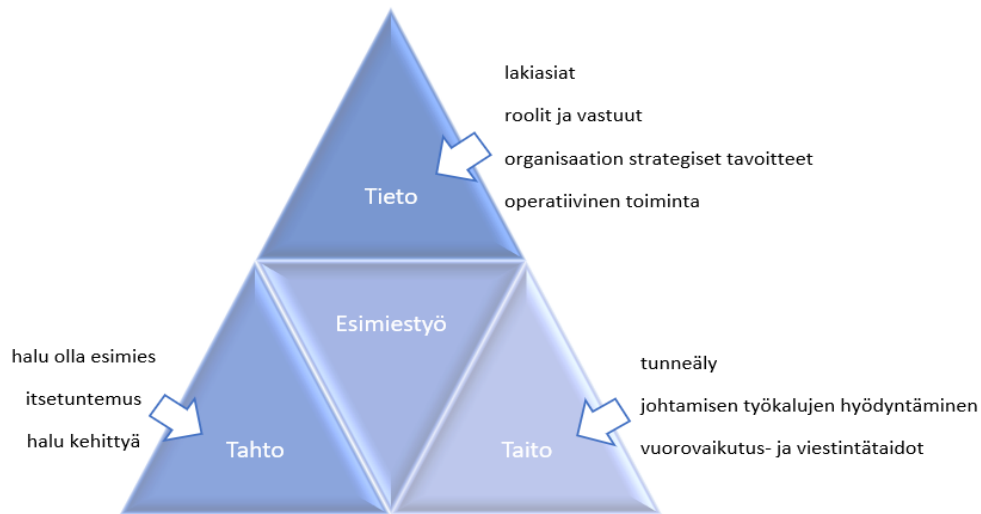 lakiasiat
roolit ja vastuut
organisaation strategiset tavoitteet
operatiivinen toiminta
Tieto
Esimiestyö
halu olla esimies
itsetuntemus
halu kehittyä
Tahto
Taito
tunneäly
johtamisen työkalujen hyödyntäminen
vuorovaikutus- ja viestintätaidot